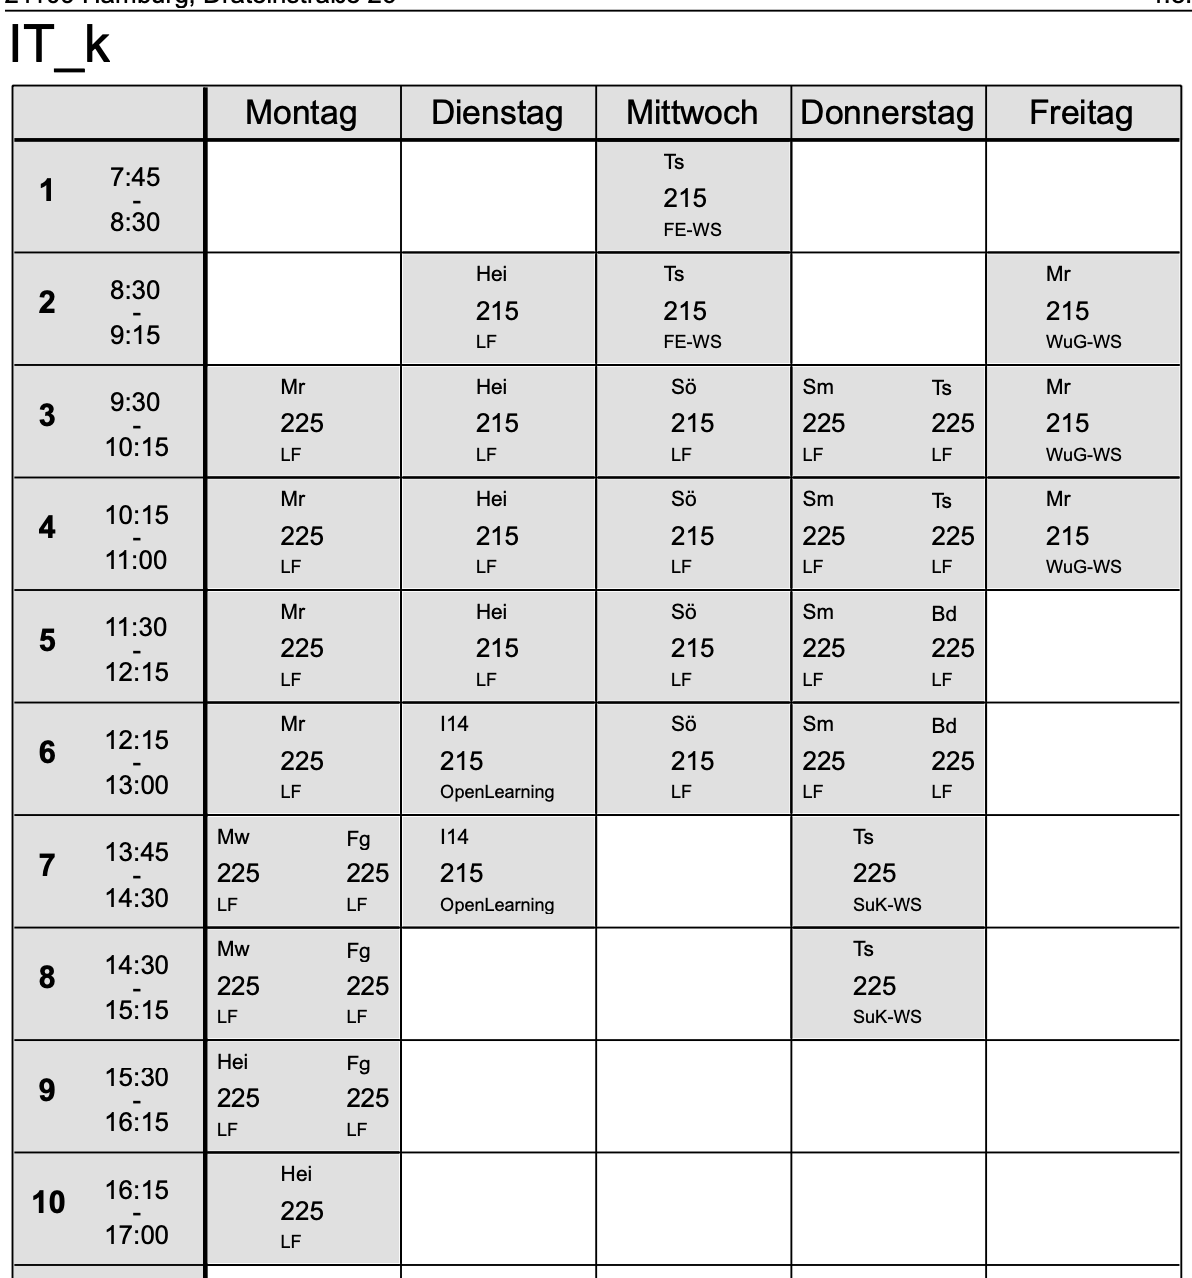 IT_k
Montag Dienstag Mittwoch Donnerstag Freitag
1 7:45 - 8:30
Ts
215
FE-WS
2 8:30 - 9:15
Hei Ts Mr
215 215 215
LF FE-WS WuG-WS
3 9:30 - 10:15
Mr Hei Sö Sm Ts Mr
225 215 215 225 225 215
LF LF LF LF LF WuG-WS
4 10:15 - 11:00
Mr Hei Sö Sm Ts Mr
225 215 215 225 225 215
LF LF LF LF LF WuG-WS
5 11:30 - 12:15
Mr Hei Sö Sm Bd
225 215 215 225 225
LF LF LF LF LF
6 12:15 - 13:00
Mr I14 Sö Sm Bd
225 215 215 225 225
LF OpenLearning LF LF LF
7 13:45 - 14:30
Mw Fg I14 Ts
225 225 215 225
LF LF OpenLearning SuK-WS
8 14:30 - 15:15
Mw Fg Ts
225 225 225
LF LF SuK-WS
9 15:30 - 16:15
Hei Fg
225 225
LF LF
10 16:15 - 17:00
Hei
225
LF